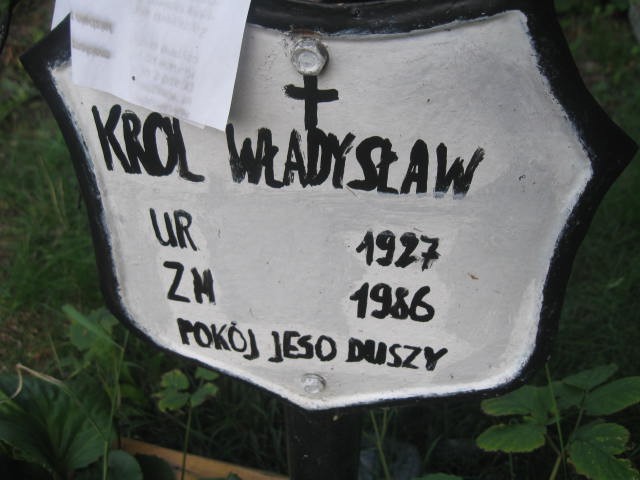 KROL WŁADYSŁAW
UR 1927
ZM 1986
POKÓJ JEGO DUSZY